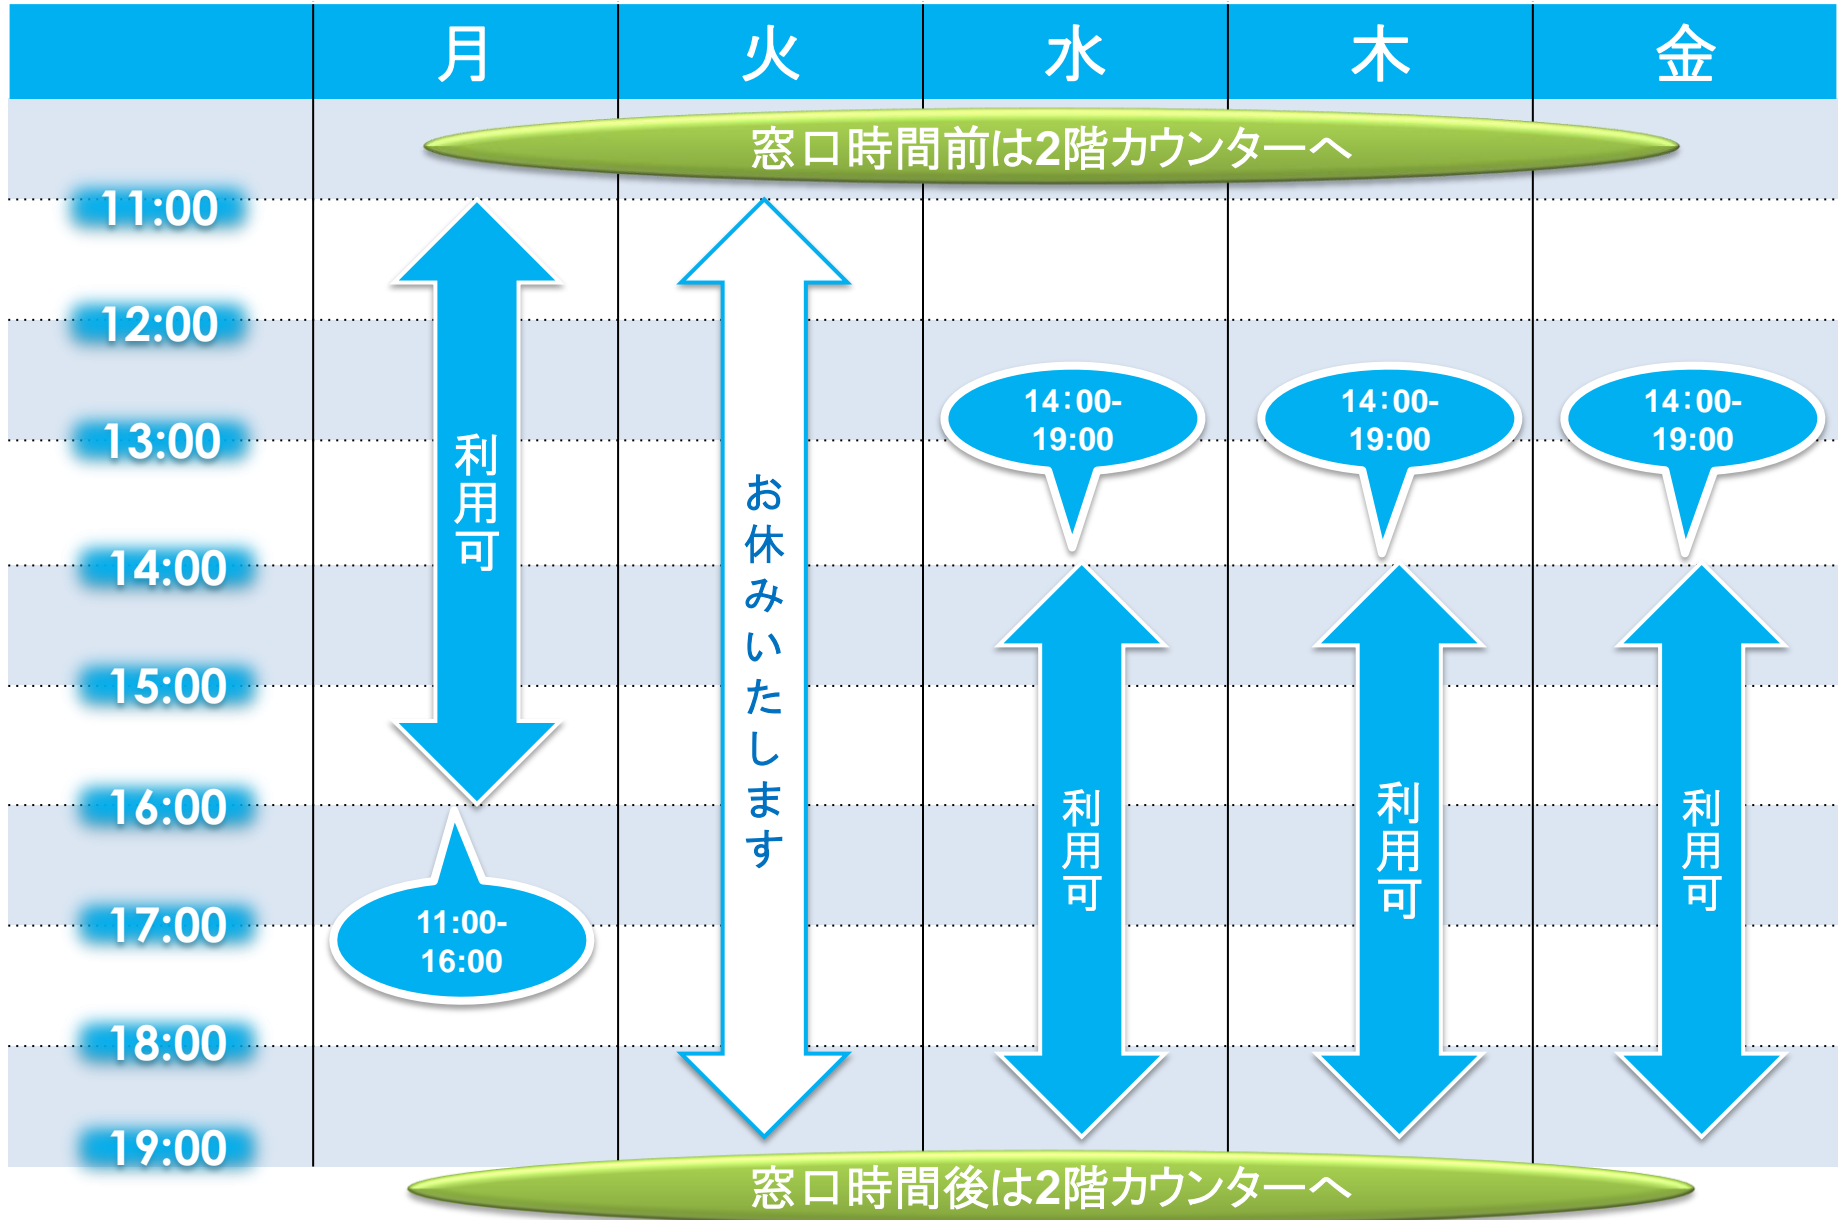 月 火 水 木 金
窓口時間前は2階カウンターへ
11:00
12:00
13:00
14:00
15:00
16:00
17:00
18:00
19:00
利用可
11:00-
16:00
お休みいたします
14:00-
19:00
利用可
14:00-
19:00
利用可
14:00-
19:00
利用可
窓口時間後は2階カウンターへ